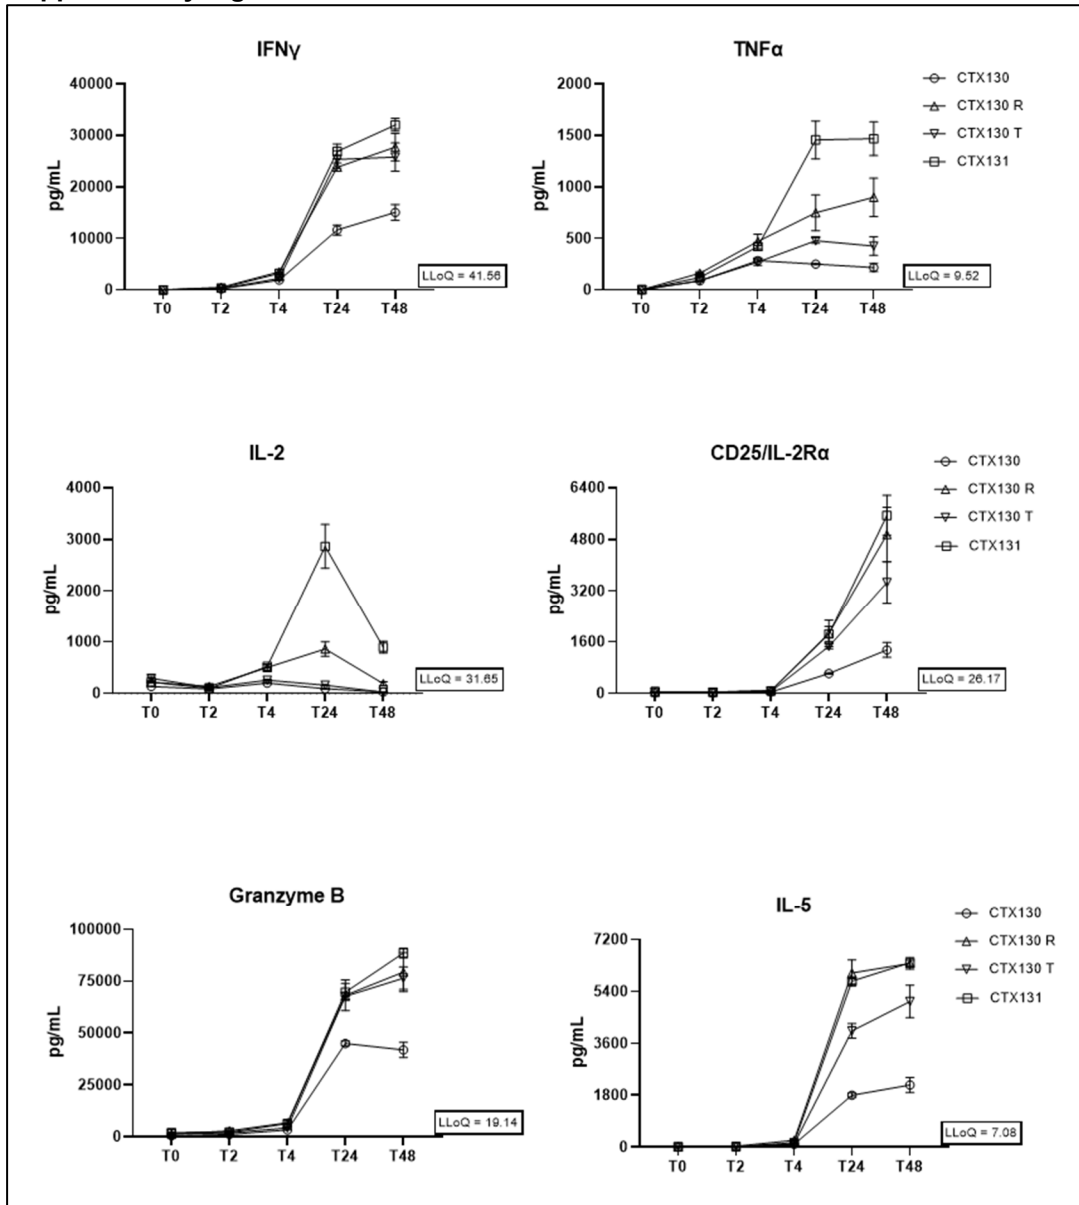 IFNγ
40000
30000
20000
10000
0
pg/mL
T0 T2 T4 T24 T48
LLoQ = 41.56
TNFα
2000
1500
1000
500
0
pg/mL
T0 T2 T4 T24 T48
LLoQ = 9.52
CTX130
CTX130 R
CTX130 T
CTX131
IL-2
4000
3000
2000
1000
0
pg/mL
T0 T2 T4 T24 T48
LLoQ = 31.65
CD25/IL-2Rα
6400
4800
3200
1600
0
pg/mL
T0 T2 T4 T24 T48
LLoQ = 26.17
CTX130
CTX130 R
CTX130 T
CTX131
Granzyme B
100000
75000
50000
25000
0
pg/mL
T0 T2 T4 T24 T48
LLoQ = 19.14
IL-5
7200
5400
3600
1800
0
pg/mL
T0 T2 T4 T24 T48
LLoQ = 7.08
CTX130
CTX130 R
CTX130 T
CTX131